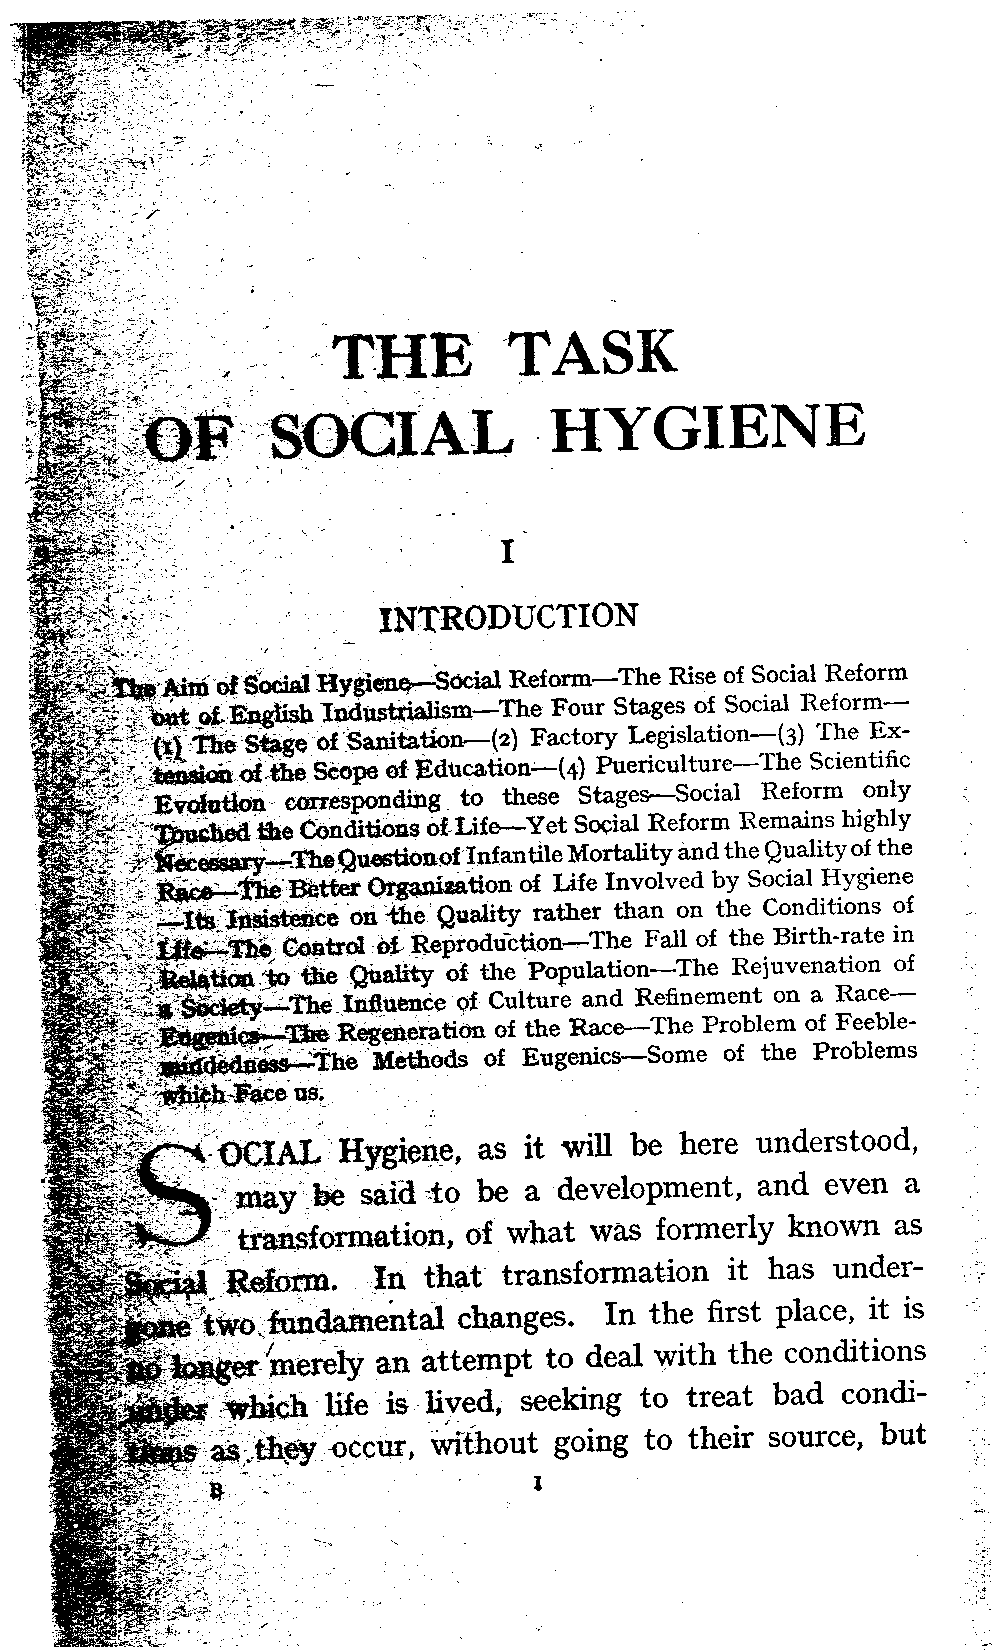 THE TASK
OF SOCIAL HYGIENE
I
INTRODUCTION
The Aim of Social Hygiene—Social Reform—The Rise of Social Reform
out of English Industrialism—The Four Stages of Social Reform—
(1) The Stage of Sanitation—(2) Factory Legislation—(3) The Ex-
tension of the Scope of Education—(4) Puericulture—The Scientific
Evolution corresponding to these Stages—Social Reform only
Touched the Conditions of Life—Yet Social Reform Remains highly
Necessary—The Question of Infantile Mortality and the Quality of the
Race—The Better Organization of Life Involved by Social Hygiene
—Its Insistence on the Quality rather than on the Conditions of
Life—The Control of Reproduction—The Fall of the Birth-rate in
Relation to the Quality of the Population—The Rejuvenation of
a Society—The Influence of Culture and Refinement on a Race—
Eugenics—The Regeneration of the Race—The Problem of Feeble-
mindedness—The Methods of Eugenics—Some of the Problems
which Face us.
SOCIAL Hygiene, as it will be here understood,
may be said to be a development, and even a
transformation, of what was formerly known as
Social Reform. In that transformation it has under-
gone two fundamental changes. In the first place, it is
no longer merely an attempt to deal with the conditions
under which life is lived, seeking to treat bad condi-
tions as they occur, without going to their source, but
B 1